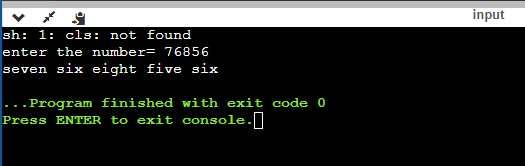 input
sh: 1: cls: not found
enter the number= 76856
seven six eight five six
...Program finished with exit code 0
Press ENTER to exit console.